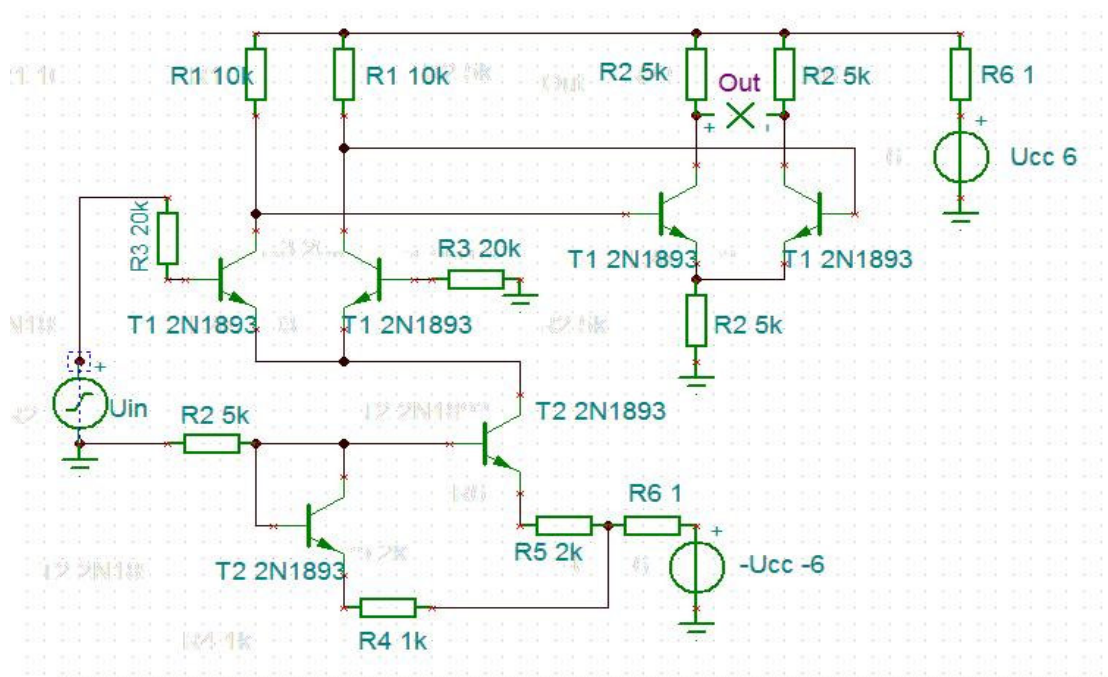 R1 10k
R1 10k
R2 5k
Out
R2 5k
R6 1
+
+
Ucc 6
R3 20k
R3 20k
T1 2N1893
T1 2N1893
T1 2N1893
T1 2N1893
R2 5k
+
Uin
R2 5k
T2 2N1893
R6 1
+
R5 2k
-Ucc -6
T2 2N1893
R4 1k